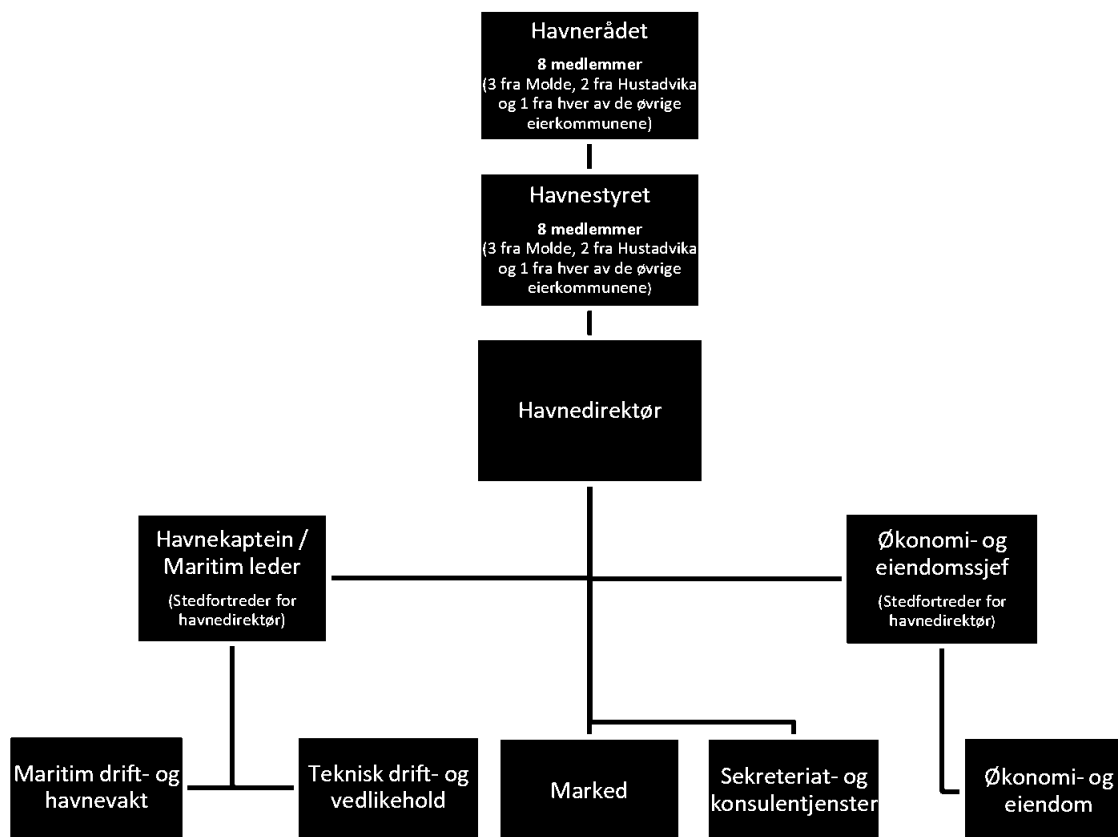 Havnerådet
8 medlemmer
(3 fra Molde, 2 fra Hustadvika
og 1 fra hver av de øvrige
eierkommunene)
Havnestyret
8 medlemmer
(3 fra Molde, 2 fra Hustadvika
og 1 fra hver av de øvrige
eierkommunene)
Havnedirektør
Havnekaptein /
Maritim leder
(Stedfortreder for
havnedirektør)
Økonomi- og
eiendomssjef
(Stedfortreder for
havnedirektør)
Maritim drift- og
havnevakt
Teknisk drift- og
vedlikehold
Marked
Sekreteriat- og
konsulentjenster
Økonomi- og
eiendom